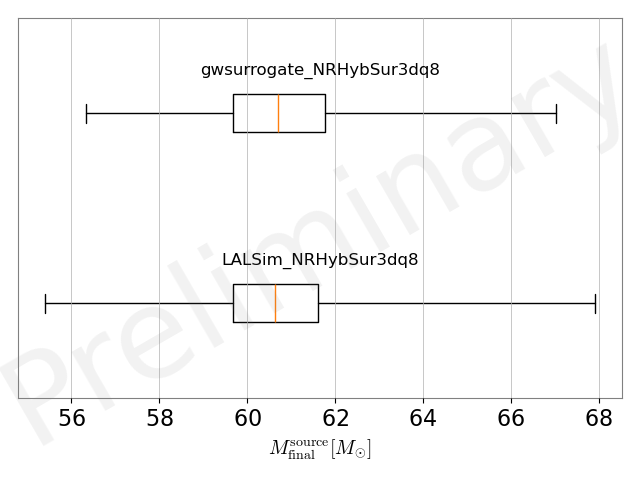 gwsurrogate_NRHybSur3dq8
LALSim_NRHybSur3dq8
Preliminary
56 58 60 62 64 66 68
M_final^source [M_⊙]